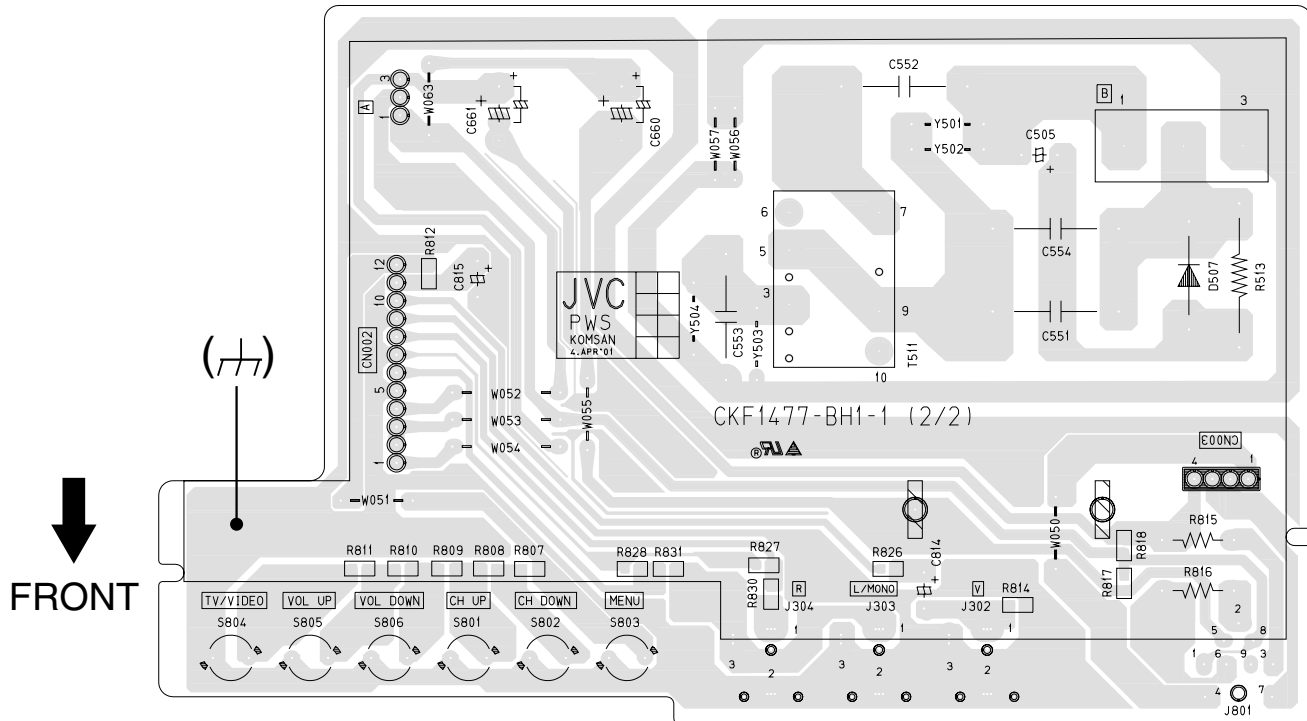 C552
3
W063
A
1
C661
+
+
C660
W057
W056
Y501
Y502
C505
+
B
1
3
6
7
5
3
9
10
T511
C554
C551
D507
R513
12
R812
10
C815
+
CN002
5
1
JVC
PWS
KOMSAN
4.APR'01
Y504
C553
Y503
W052
W053
W054
W055
CKF1477-BH1-1 (2/2)
® UR
CN003
4
1
W051
FRONT
R811
R810
R809
R808
R807
R828
R831
R827
R830
R826
C814
+
W050
R818
R817
R815
R816
TV/VIDEO
VOL UP
VOL DOWN
CH UP
CH DOWN
MENU
S804
S805
S806
S801
S802
S803
R
J304
L/MONO
J303
V
J302
R814
1
1
1
3
2
3
2
3
2
2
5
8
1
6
9
3
4
7
J801